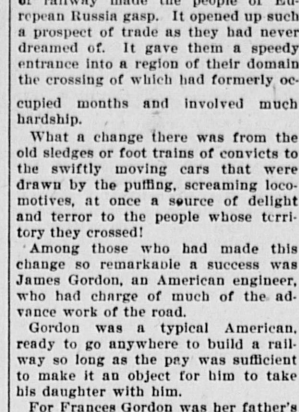 of railway made the people of Eu-
ropean Russia gasp. It opened up such
a prospect of trade as they had never
dreamed of. It gave them a speedy
entrance into a region of their domain
the crossing of which had formerly oc-
cupied months and involved much
hardship.
What a change there was from the
old sledges or foot trains of convicts to
the swiftly moving cars that were
drawn by the puffing, screaming loco-
motives, at once a source of delight
and terror to the people whose terri-
tory they crossed!
Among those who had made this
change so remarkable a success was
James Gordon, an American engineer,
who had charge of much of the ad-
vance work of the road.
Gordon was a typical American,
ready to go anywhere to build a rail-
way so long as the pay was sufficient
to make it an object for him to take
his daughter with him.
For Frances Gordon was her father's